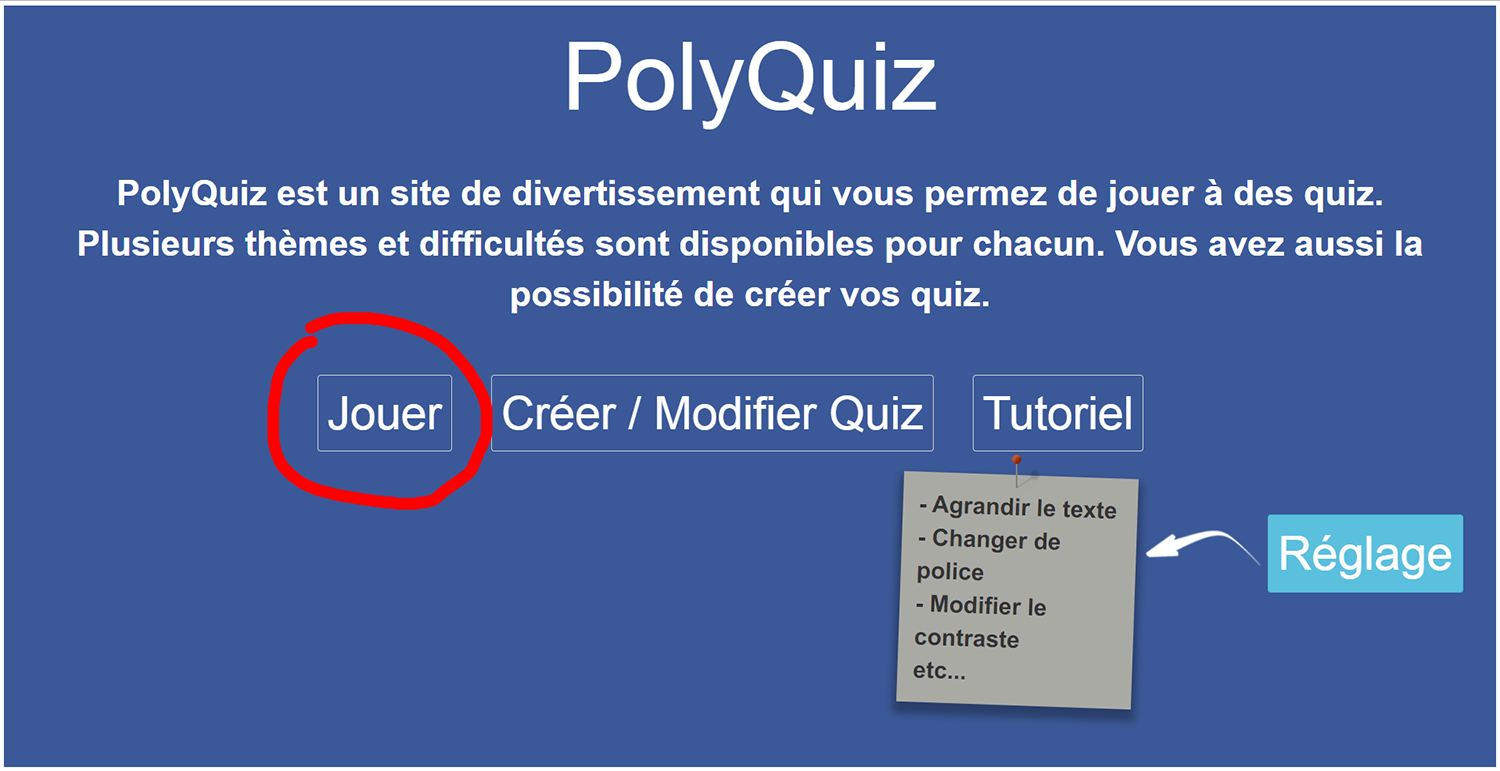 PolyQuiz
PolyQuiz est un site de divertissement qui vous permez de jouer à des quiz.
Plusieurs thèmes et difficultés sont disponibles pour chacun. Vous avez aussi la
possibilité de créer vos quiz.
Jouer
Créer / Modifier Quiz
Tutoriel
- Agrandir le texte
- Changer de
police
- Modifier le
contraste
etc...
Réglage